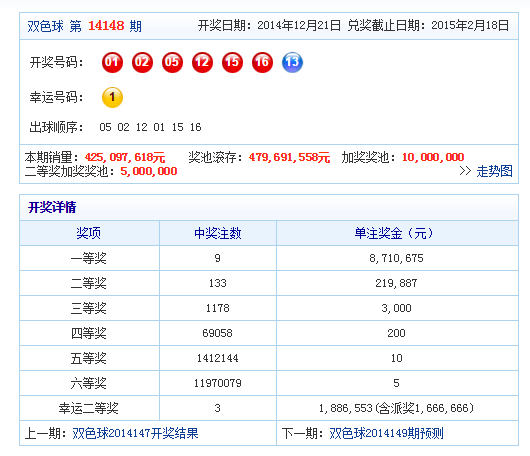 双色球 第 14148 期 开奖日期：2014年12月21日 兑奖截止日期：2015年2月18日
开奖号码： 01 02 05 12 15 16 13
幸运号码： 1
出球顺序： 05 02 12 01 15 16
本期销量：425,097,618元 奖池滚存：479,691,558元 加奖奖池：10,000,000
二等奖加奖奖池：5,000,000 >> 走势图
开奖详情
奖项 中奖注数 单注奖金（元）
一等奖 9 8,710,675
二等奖 133 219,887
三等奖 1178 3,000
四等奖 69058 200
五等奖 1412144 10
六等奖 11970079 5
幸运二等奖 3 1,886,553(含派奖1,666,666)
上一期：双色球2014147开奖结果 下一期：双色球2014149期预测